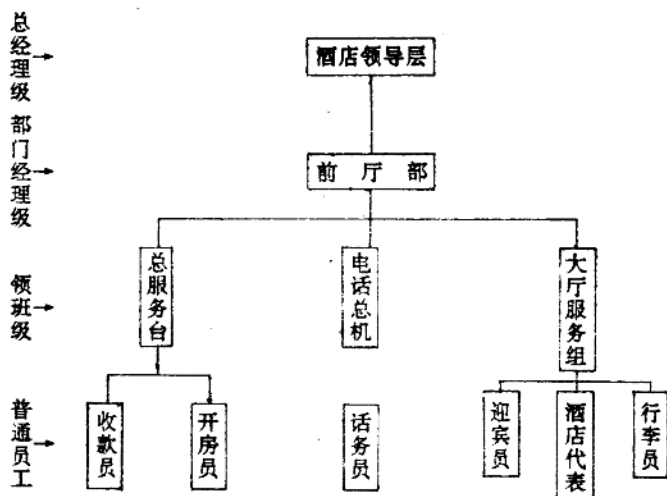 总经理级
酒店领导层
部门经理级
前厅部
领班级
总服务台
电话总机
大厅服务组
普通员工
收款员
开房员
话务员
迎宾员
酒店代表
行李员